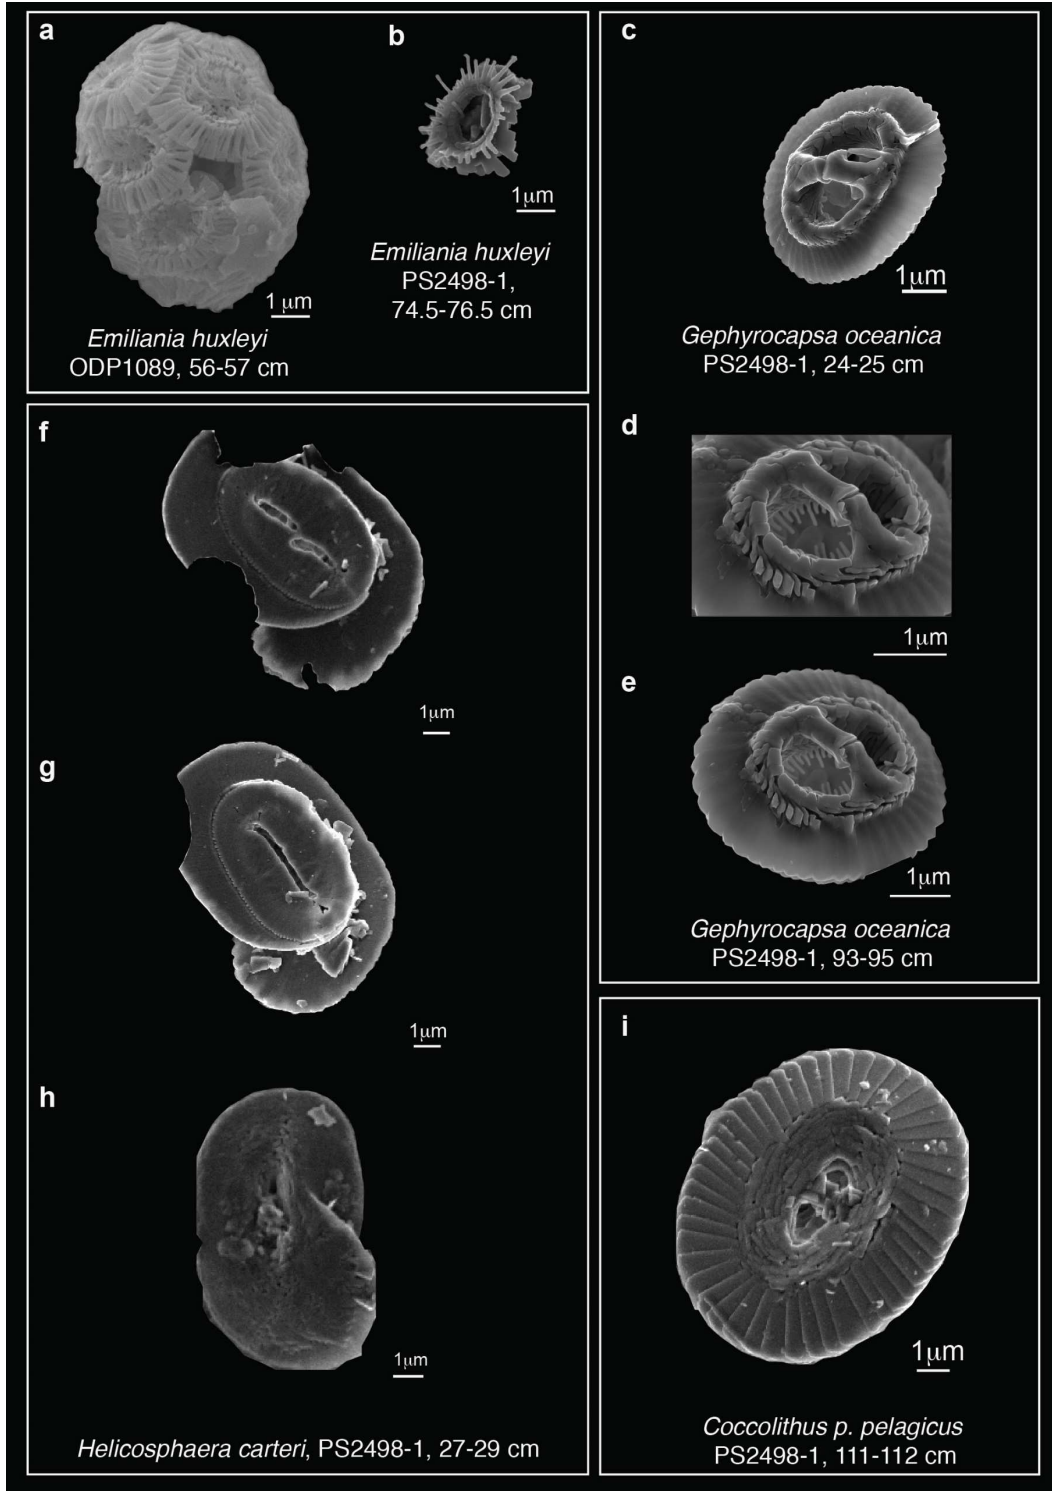 a
b
1μm
1 μm
Emiliania huxleyi
PS2498-1,
74.5-76.5 cm
Emiliania huxleyi
ODP1089, 56-57 cm
c
1μm
Gephyrocapsa oceanica
PS2498-1, 24-25 cm
d
1μm
e
1μm
Gephyrocapsa oceanica
PS2498-1, 93-95 cm
f
1μm
g
1μm
h
1μm
Helicosphaera carteri, PS2498-1, 27-29 cm
i
1μm
Coccolithus p. pelagicus
PS2498-1, 111-112 cm